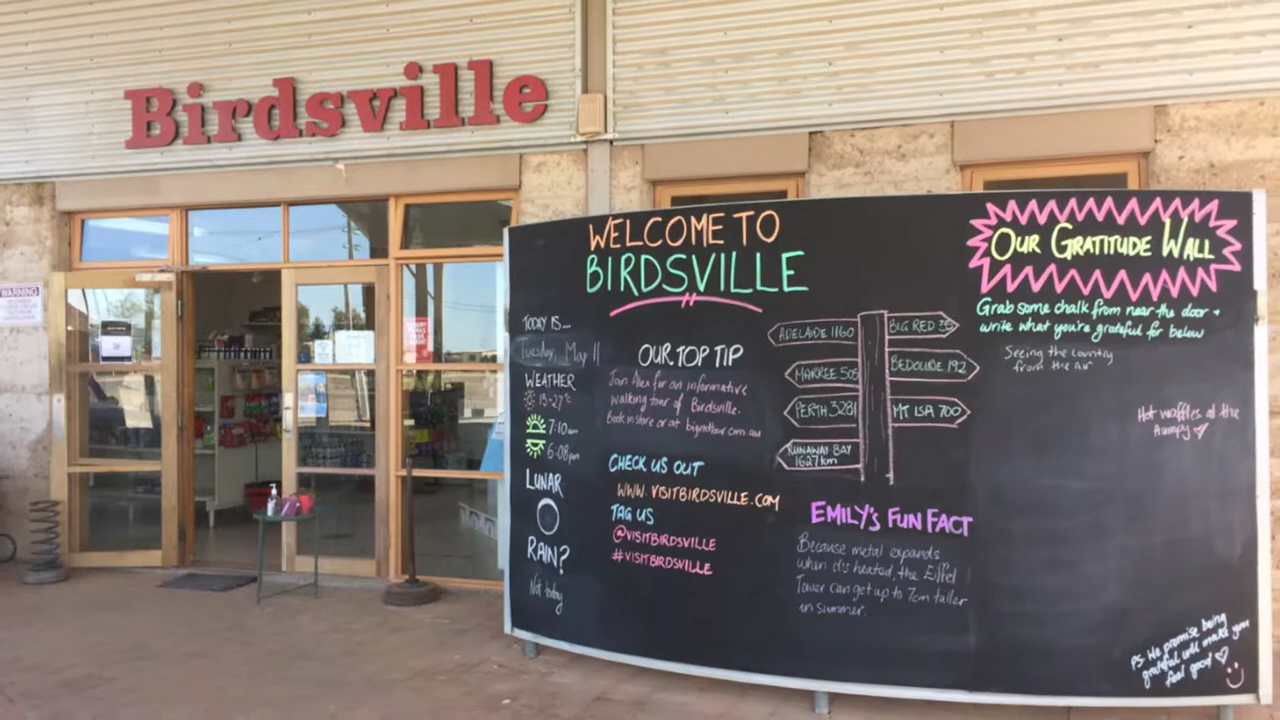 Birdsville
WARNING
WELCOME TO
BIRDSVILLE
TODAY IS...
Tuesday, May 11
WEATHER
13-27°c
7:10am
6:08pm
LUNAR
RAIN?
Not today
OUR TOP TIP
Join Alex for an informative
walking tour of Birdsville.
Book in store or at bigredtour.com.au
CHECK US OUT
WWW.VISITBIRDSVILLE.COM
TAG US
@VISITBIRDSVILLE
#VISITBIRDSVILLE
ADELAIDE 1160
BIG RED 35
MARREE 505
BEDOURIE 192
PERTH 3281
MT ISA 700
RUNAWAY BAY
1627km
EMILY'S FUN FACT
Because metal expands
when it's heated, the Eiffel
Tower can get up to 7cm taller
in summer.
OUR GRATITUDE WALL
Grab some chalk from near the door +
write what you're grateful for below
Seeing the country
from the air
Hot waffles at the
PS. We promise being
grateful will make you
feel good